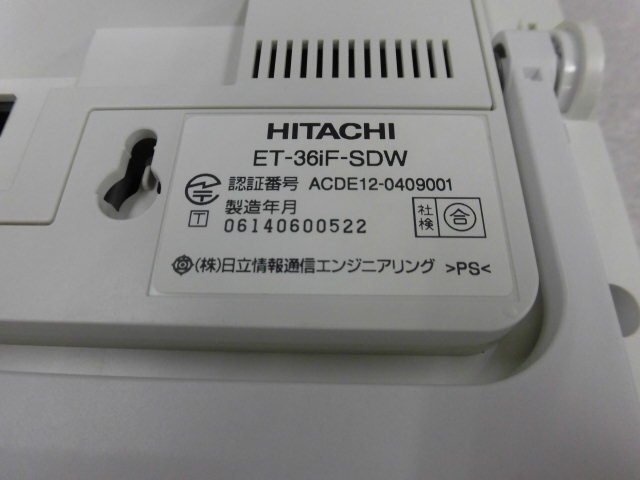 HITACHI
ET-36iF-SDW
認証番号 ACDE12-0409001
T 製造年月
06140600522
社検 合
(株)日立情報通信エンジニアリング >PS<